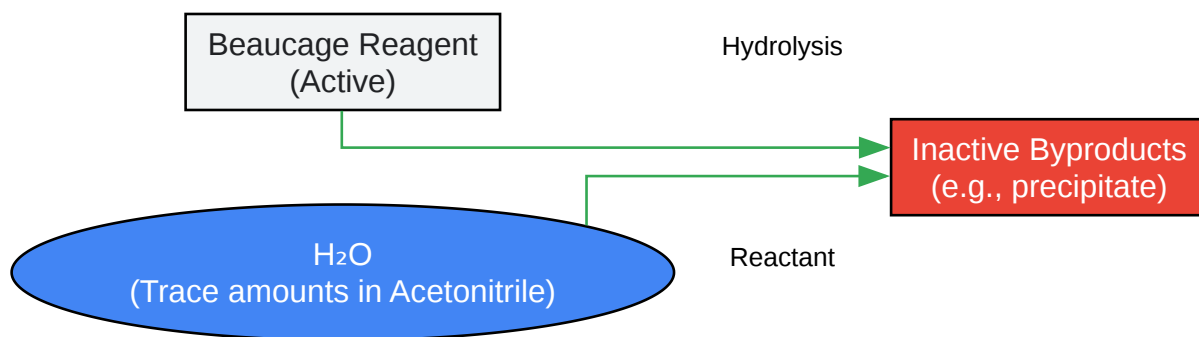 Beaucage Reagent
(Active)
Hydrolysis
Inactive Byproducts
(e.g., precipitate)
H₂O
(Trace amounts in Acetonitrile)
Reactant